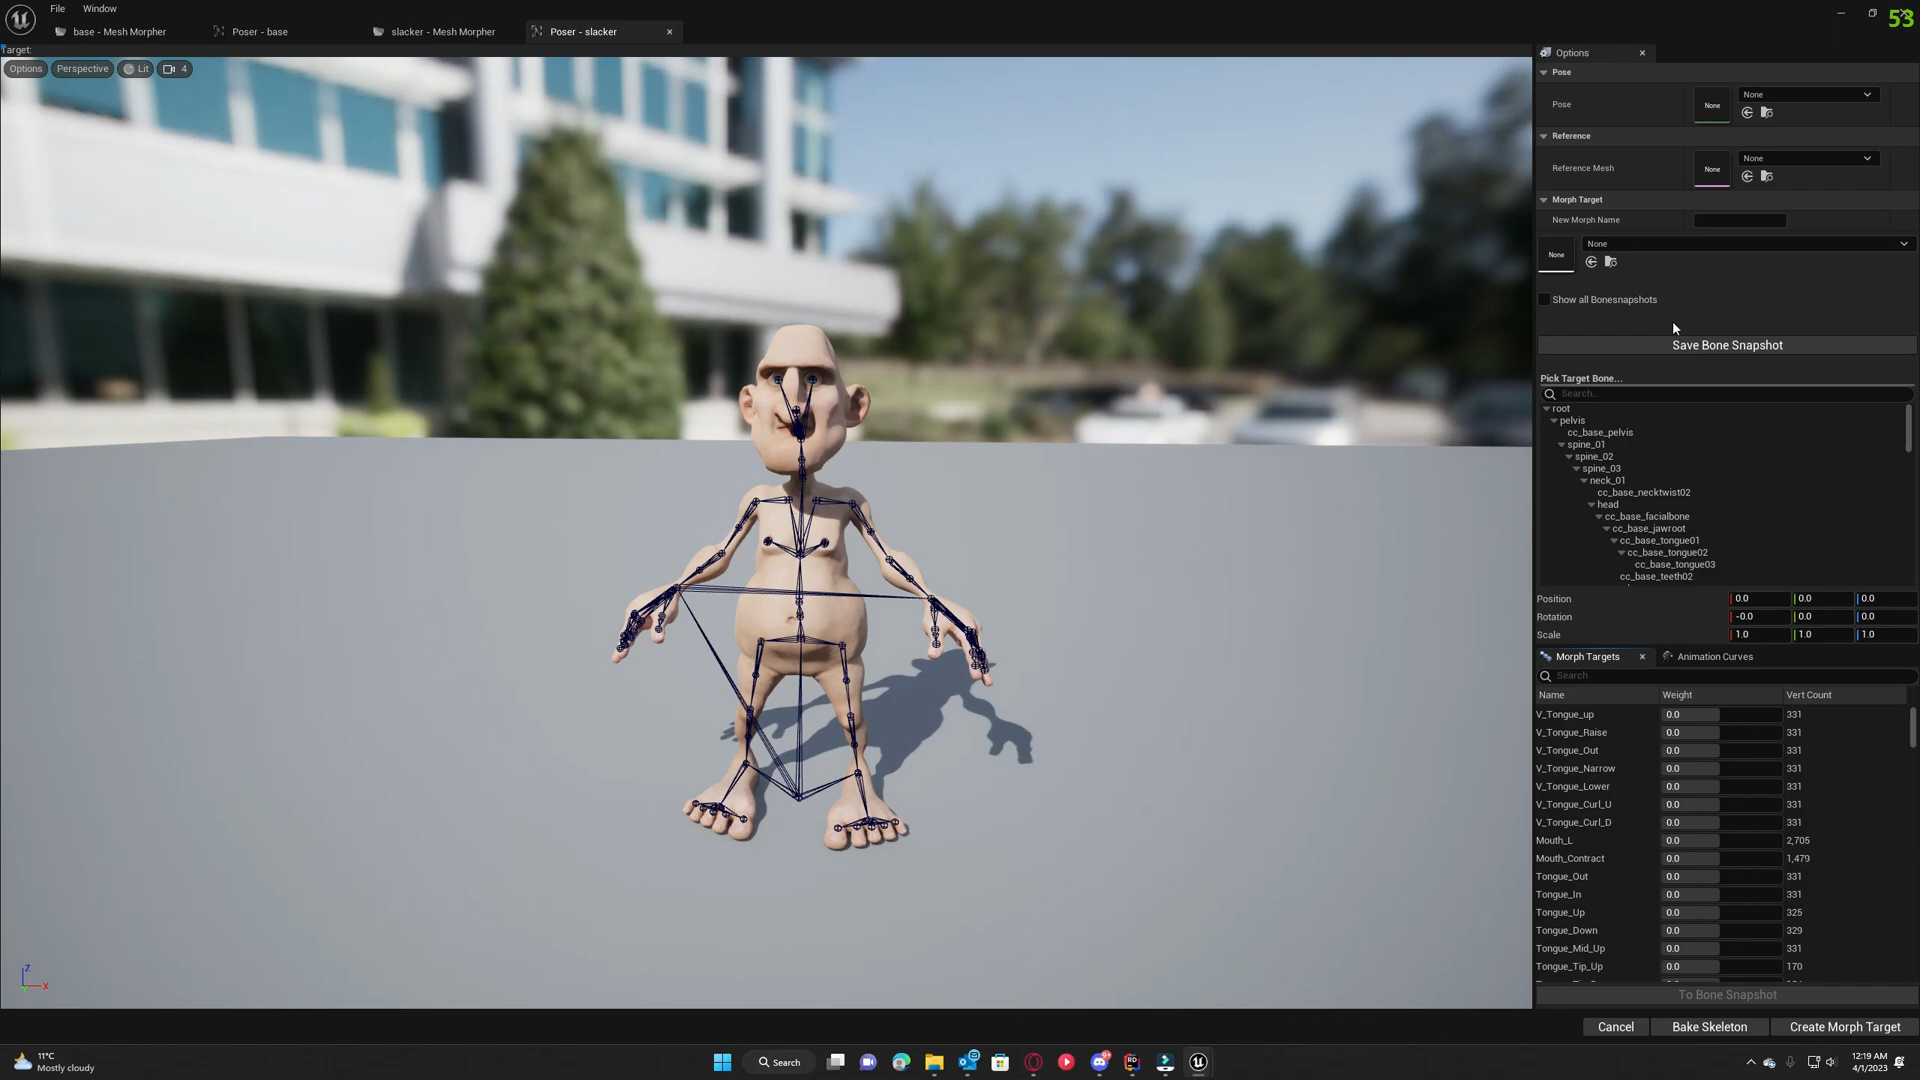 File Window
53
base - Mesh Morpher
Poser - base
slacker - Mesh Morpher
Poser - slacker
Target:
Options
Perspective
Lit
4
Options
Pose
Pose
None
None
Reference
Reference Mesh
None
None
Morph Target
New Morph Name
None
None
Show all Bonesnapshots
Save Bone Snapshot
Pick Target Bone...
Search...
root
pelvis
cc_base_pelvis
spine_01
spine_02
spine_03
neck_01
cc_base_necktwist02
head
cc_base_facialbone
cc_base_jawroot
cc_base_tongue01
cc_base_tongue02
cc_base_tongue03
cc_base_teeth02
Position 0.0 0.0 0.0
Rotation -0.0 0.0 0.0
Scale 1.0 1.0 1.0
Morph Targets
Animation Curves
Search
Name Weight Vert Count
V_Tongue_up 0.0 331
V_Tongue_Raise 0.0 331
V_Tongue_Out 0.0 331
V_Tongue_Narrow 0.0 331
V_Tongue_Lower 0.0 331
V_Tongue_Curl_U 0.0 331
V_Tongue_Curl_D 0.0 331
Mouth_L 0.0 2,705
Mouth_Contract 0.0 1,479
Tongue_Out 0.0 331
Tongue_In 0.0 331
Tongue_Up 0.0 325
Tongue_Down 0.0 329
Tongue_Mid_Up 0.0 331
Tongue_Tip_Up 0.0 170
To Bone Snapshot
Cancel
Bake Skeleton
Create Morph Target
Z
X
11°C
Mostly cloudy
Search
RD
12:19 AM
4/1/2023